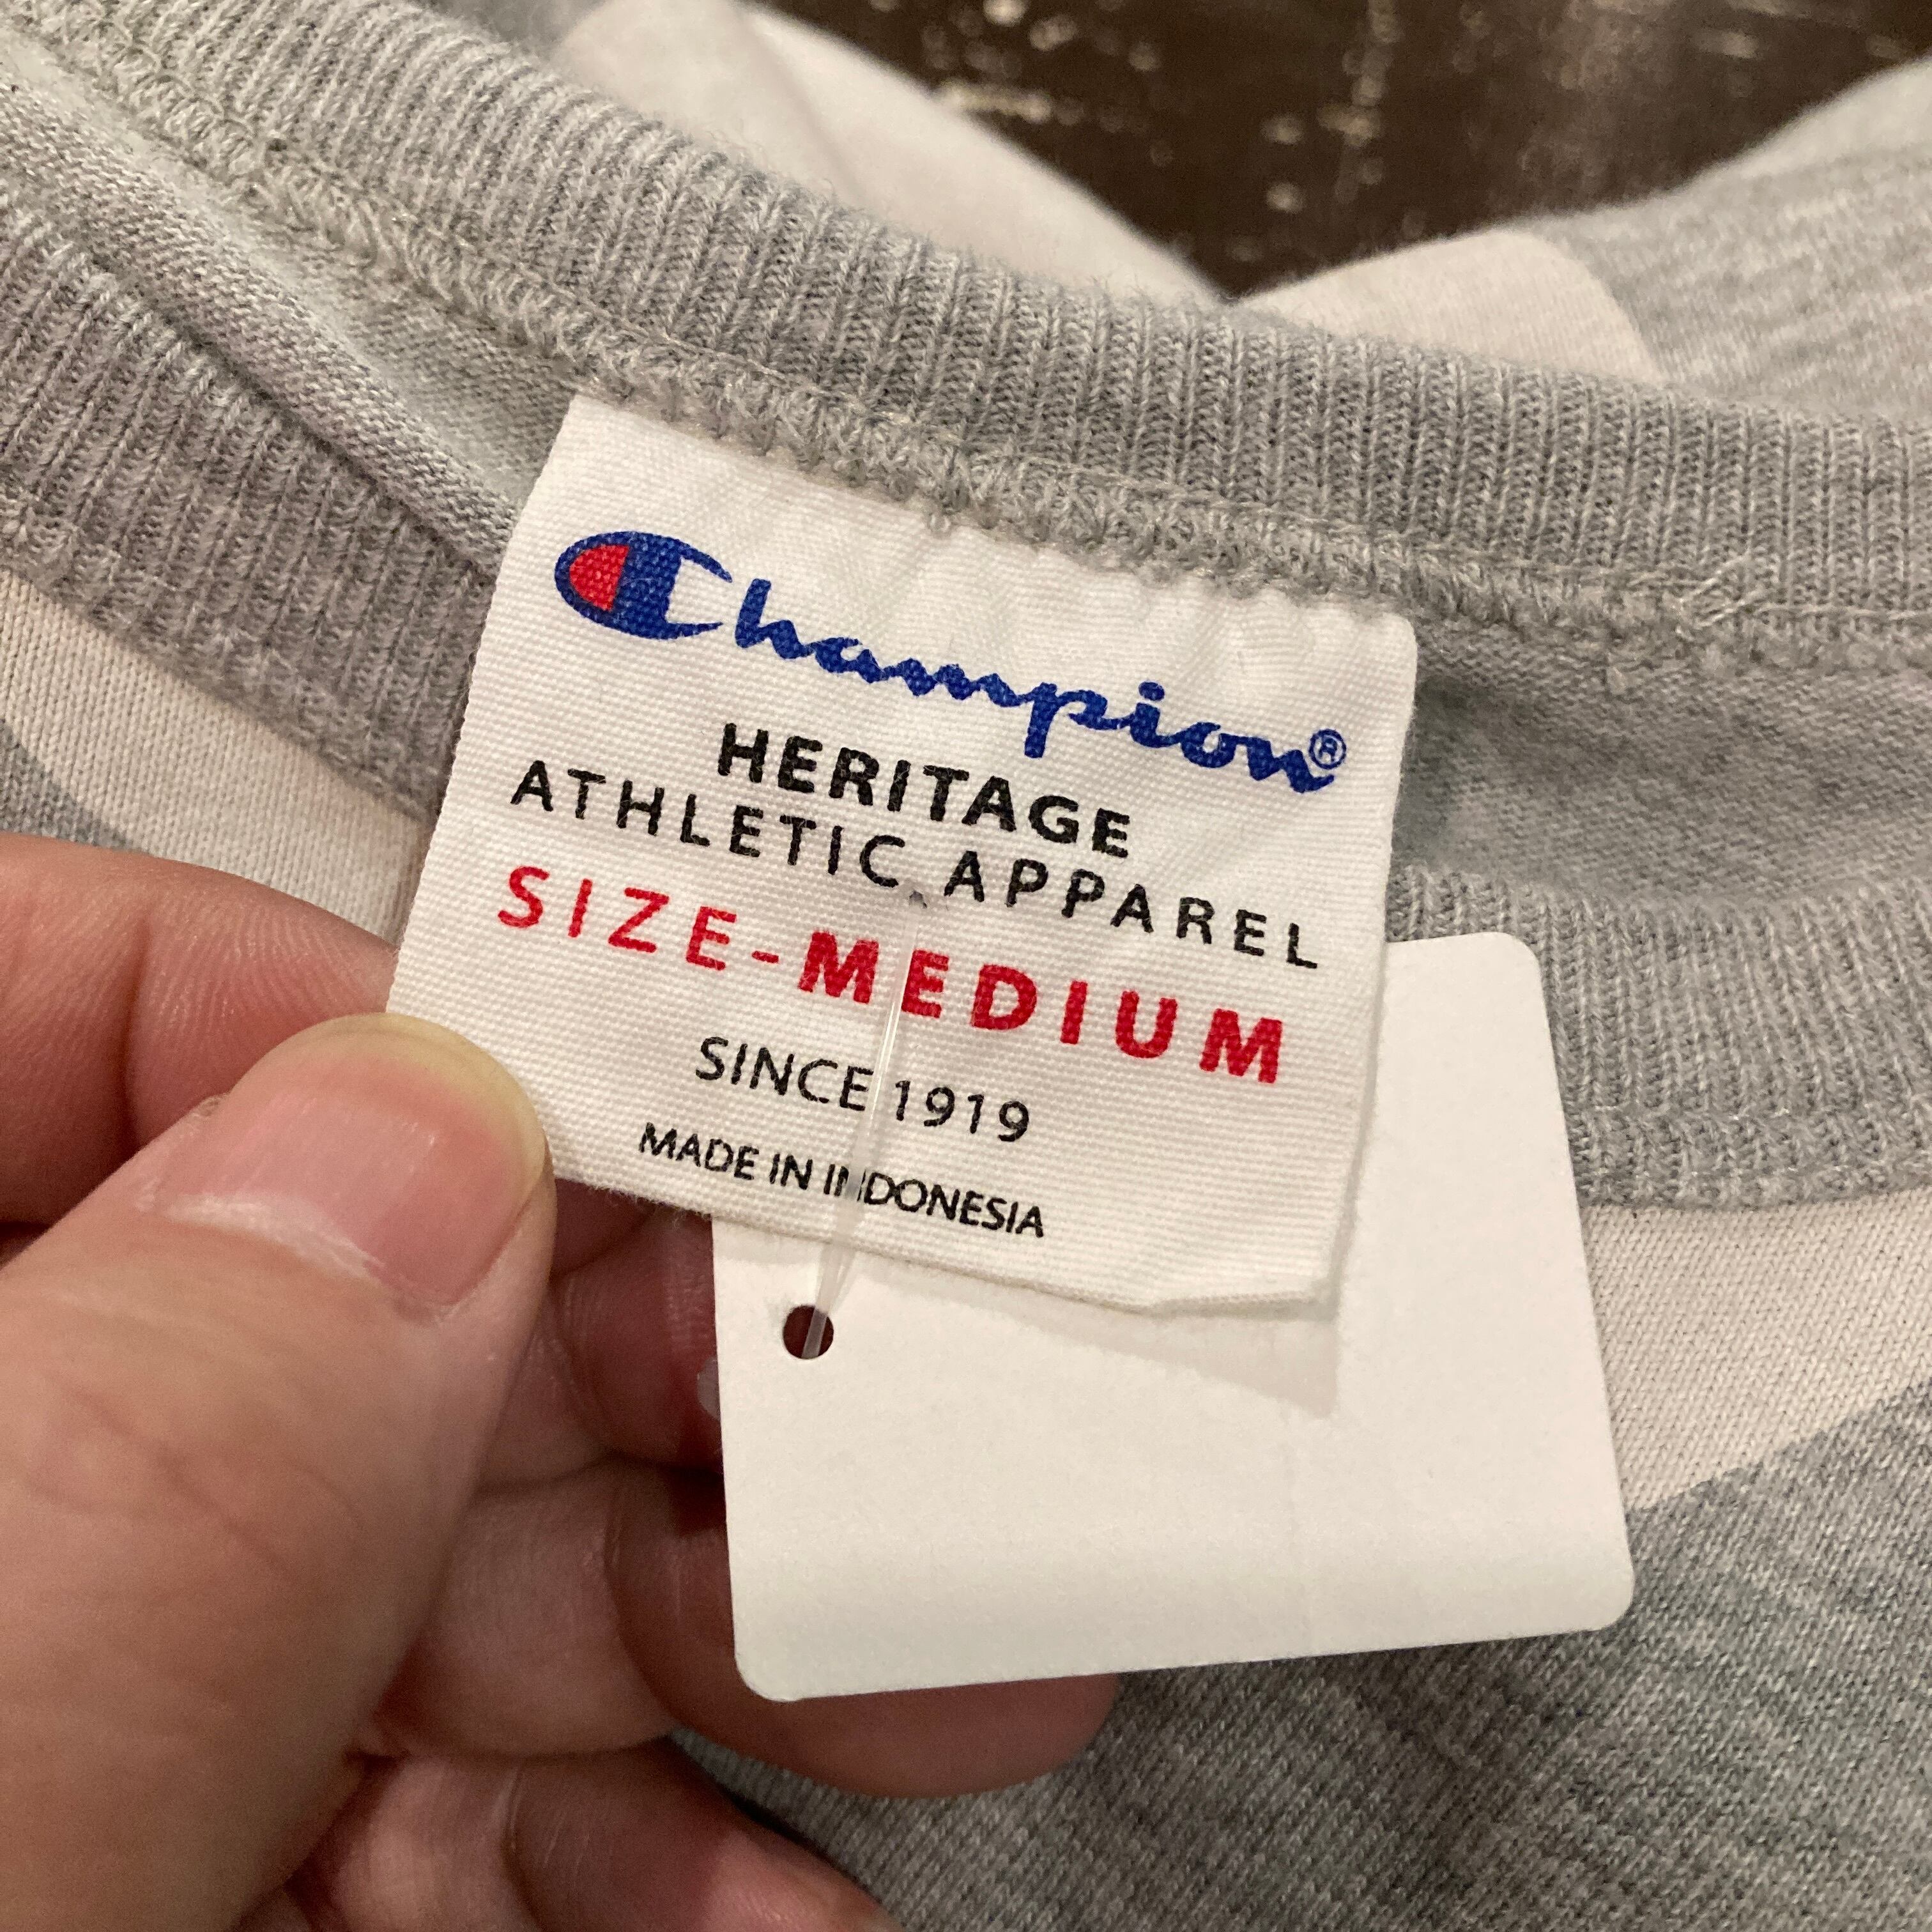 Champion®
HERITAGE
ATHLETIC APPAREL
SIZE-MEDIUM
SINCE 1919
MADE IN INDONESIA